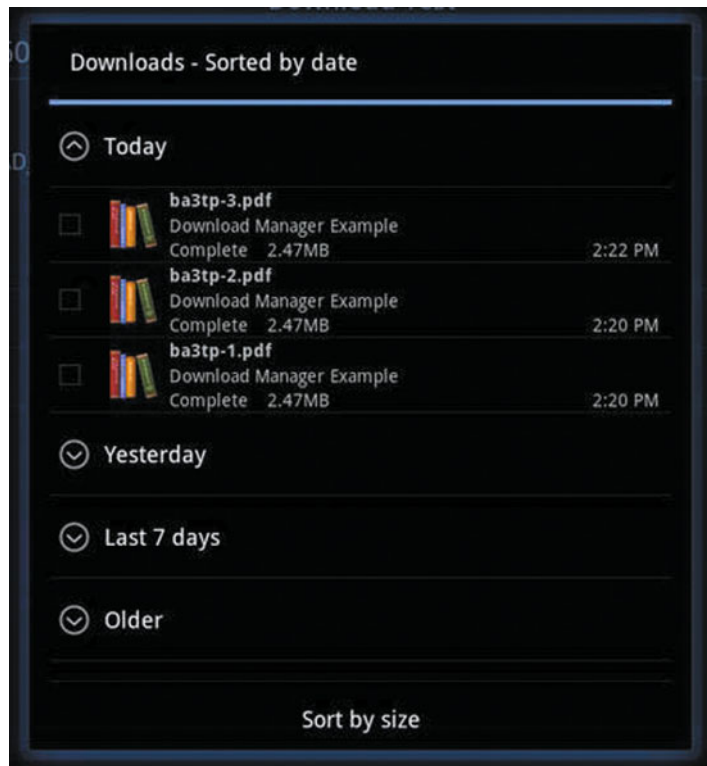 Downloads - Sorted by date
Today
ba3tp-3.pdf
Download Manager Example
Complete 2.47MB 2:22 PM
ba3tp-2.pdf
Download Manager Example
Complete 2.47MB 2:20 PM
ba3tp-1.pdf
Download Manager Example
Complete 2.47MB 2:20 PM
Yesterday
Last 7 days
Older
Sort by size